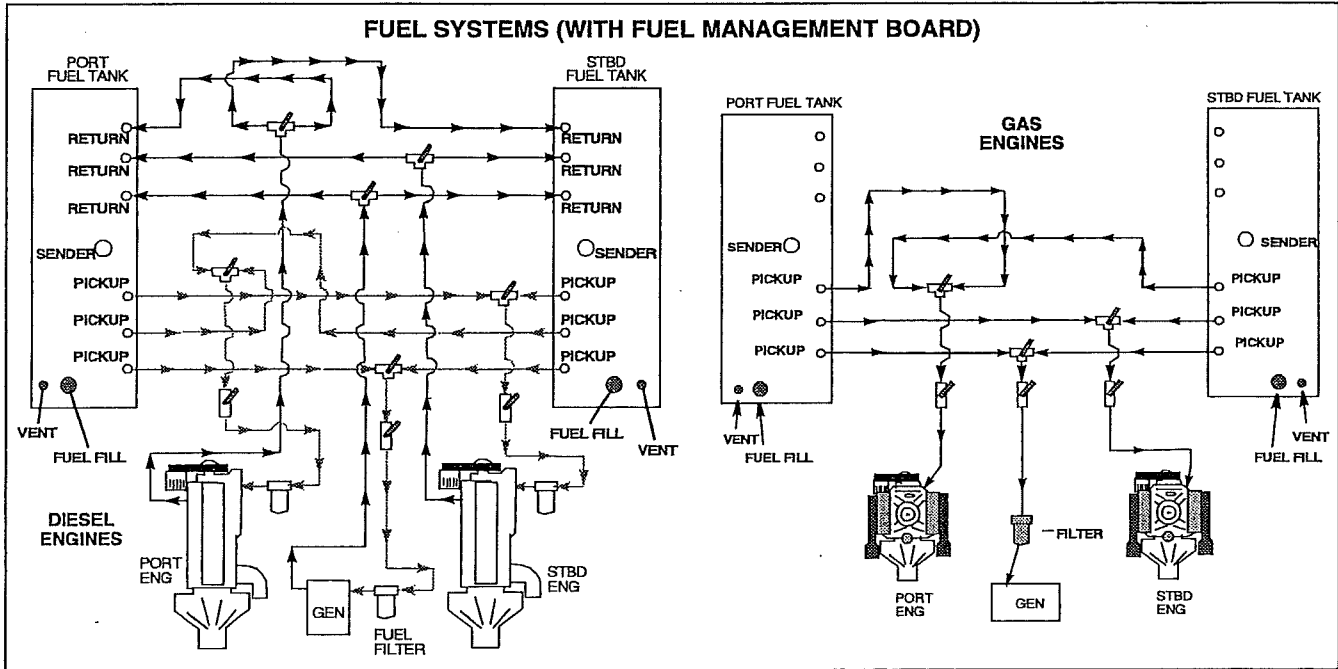 FUEL SYSTEMS (WITH FUEL MANAGEMENT BOARD)
PORT
FUEL TANK
STBD
FUEL TANK
RETURN
RETURN
RETURN
RETURN
RETURN
RETURN
SENDER
SENDER
PICKUP
PICKUP
PICKUP
PICKUP
PICKUP
PICKUP
VENT
FUEL FILL
FUEL FILL
VENT
DIESEL
ENGINES
PORT
ENG
GEN
FUEL
FILTER
STBD
ENG
PORT FUEL TANK
GAS
ENGINES
STBD FUEL TANK
SENDER
SENDER
PICKUP
PICKUP
PICKUP
PICKUP
PICKUP
PICKUP
VENT
FUEL FILL
VENT
FUEL FILL
FILTER
PORT
ENG
GEN
STBD
ENG